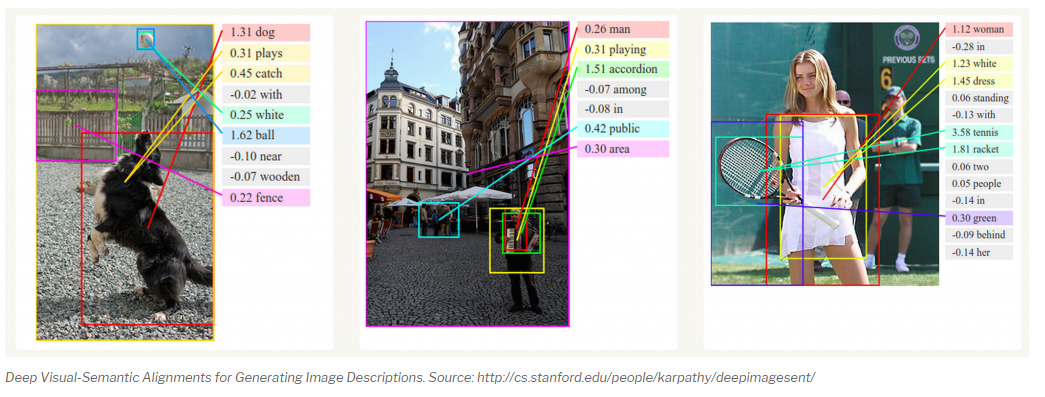 1.31 dog
0.31 plays
0.45 catch
-0.02 with
0.25 white
1.62 ball
-0.10 near
-0.07 wooden
0.22 fence
0.26 man
0.31 playing
1.51 accordion
-0.07 among
-0.08 in
0.42 public
0.30 area
PREVIOUS SETS
6
1.12 woman
-0.28 in
1.23 white
1.45 dress
0.06 standing
-0.13 with
3.58 tennis
1.81 racket
0.06 two
0.05 people
-0.14 in
0.30 green
-0.09 behind
-0.14 her
Deep Visual-Semantic Alignments for Generating Image Descriptions. Source: http://cs.stanford.edu/people/karpathy/deepimagesent/